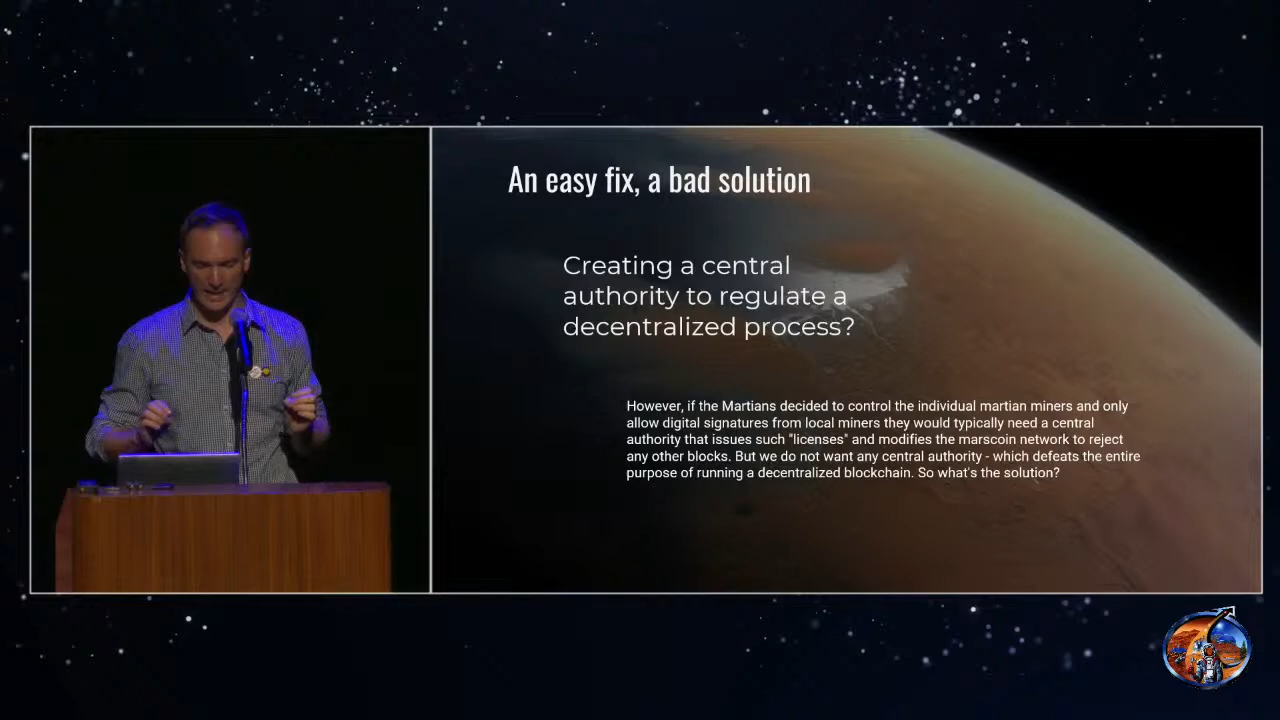 An easy fix, a bad solution
Creating a central
authority to regulate a
decentralized process?
However, if the Martians decided to control the individual martian miners and only
allow digital signatures from local miners they would typically need a central
authority that issues such "licenses" and modifies the marscoin network to reject
any other blocks. But we do not want any central authority - which defeats the entire
purpose of running a decentralized blockchain. So what's the solution?